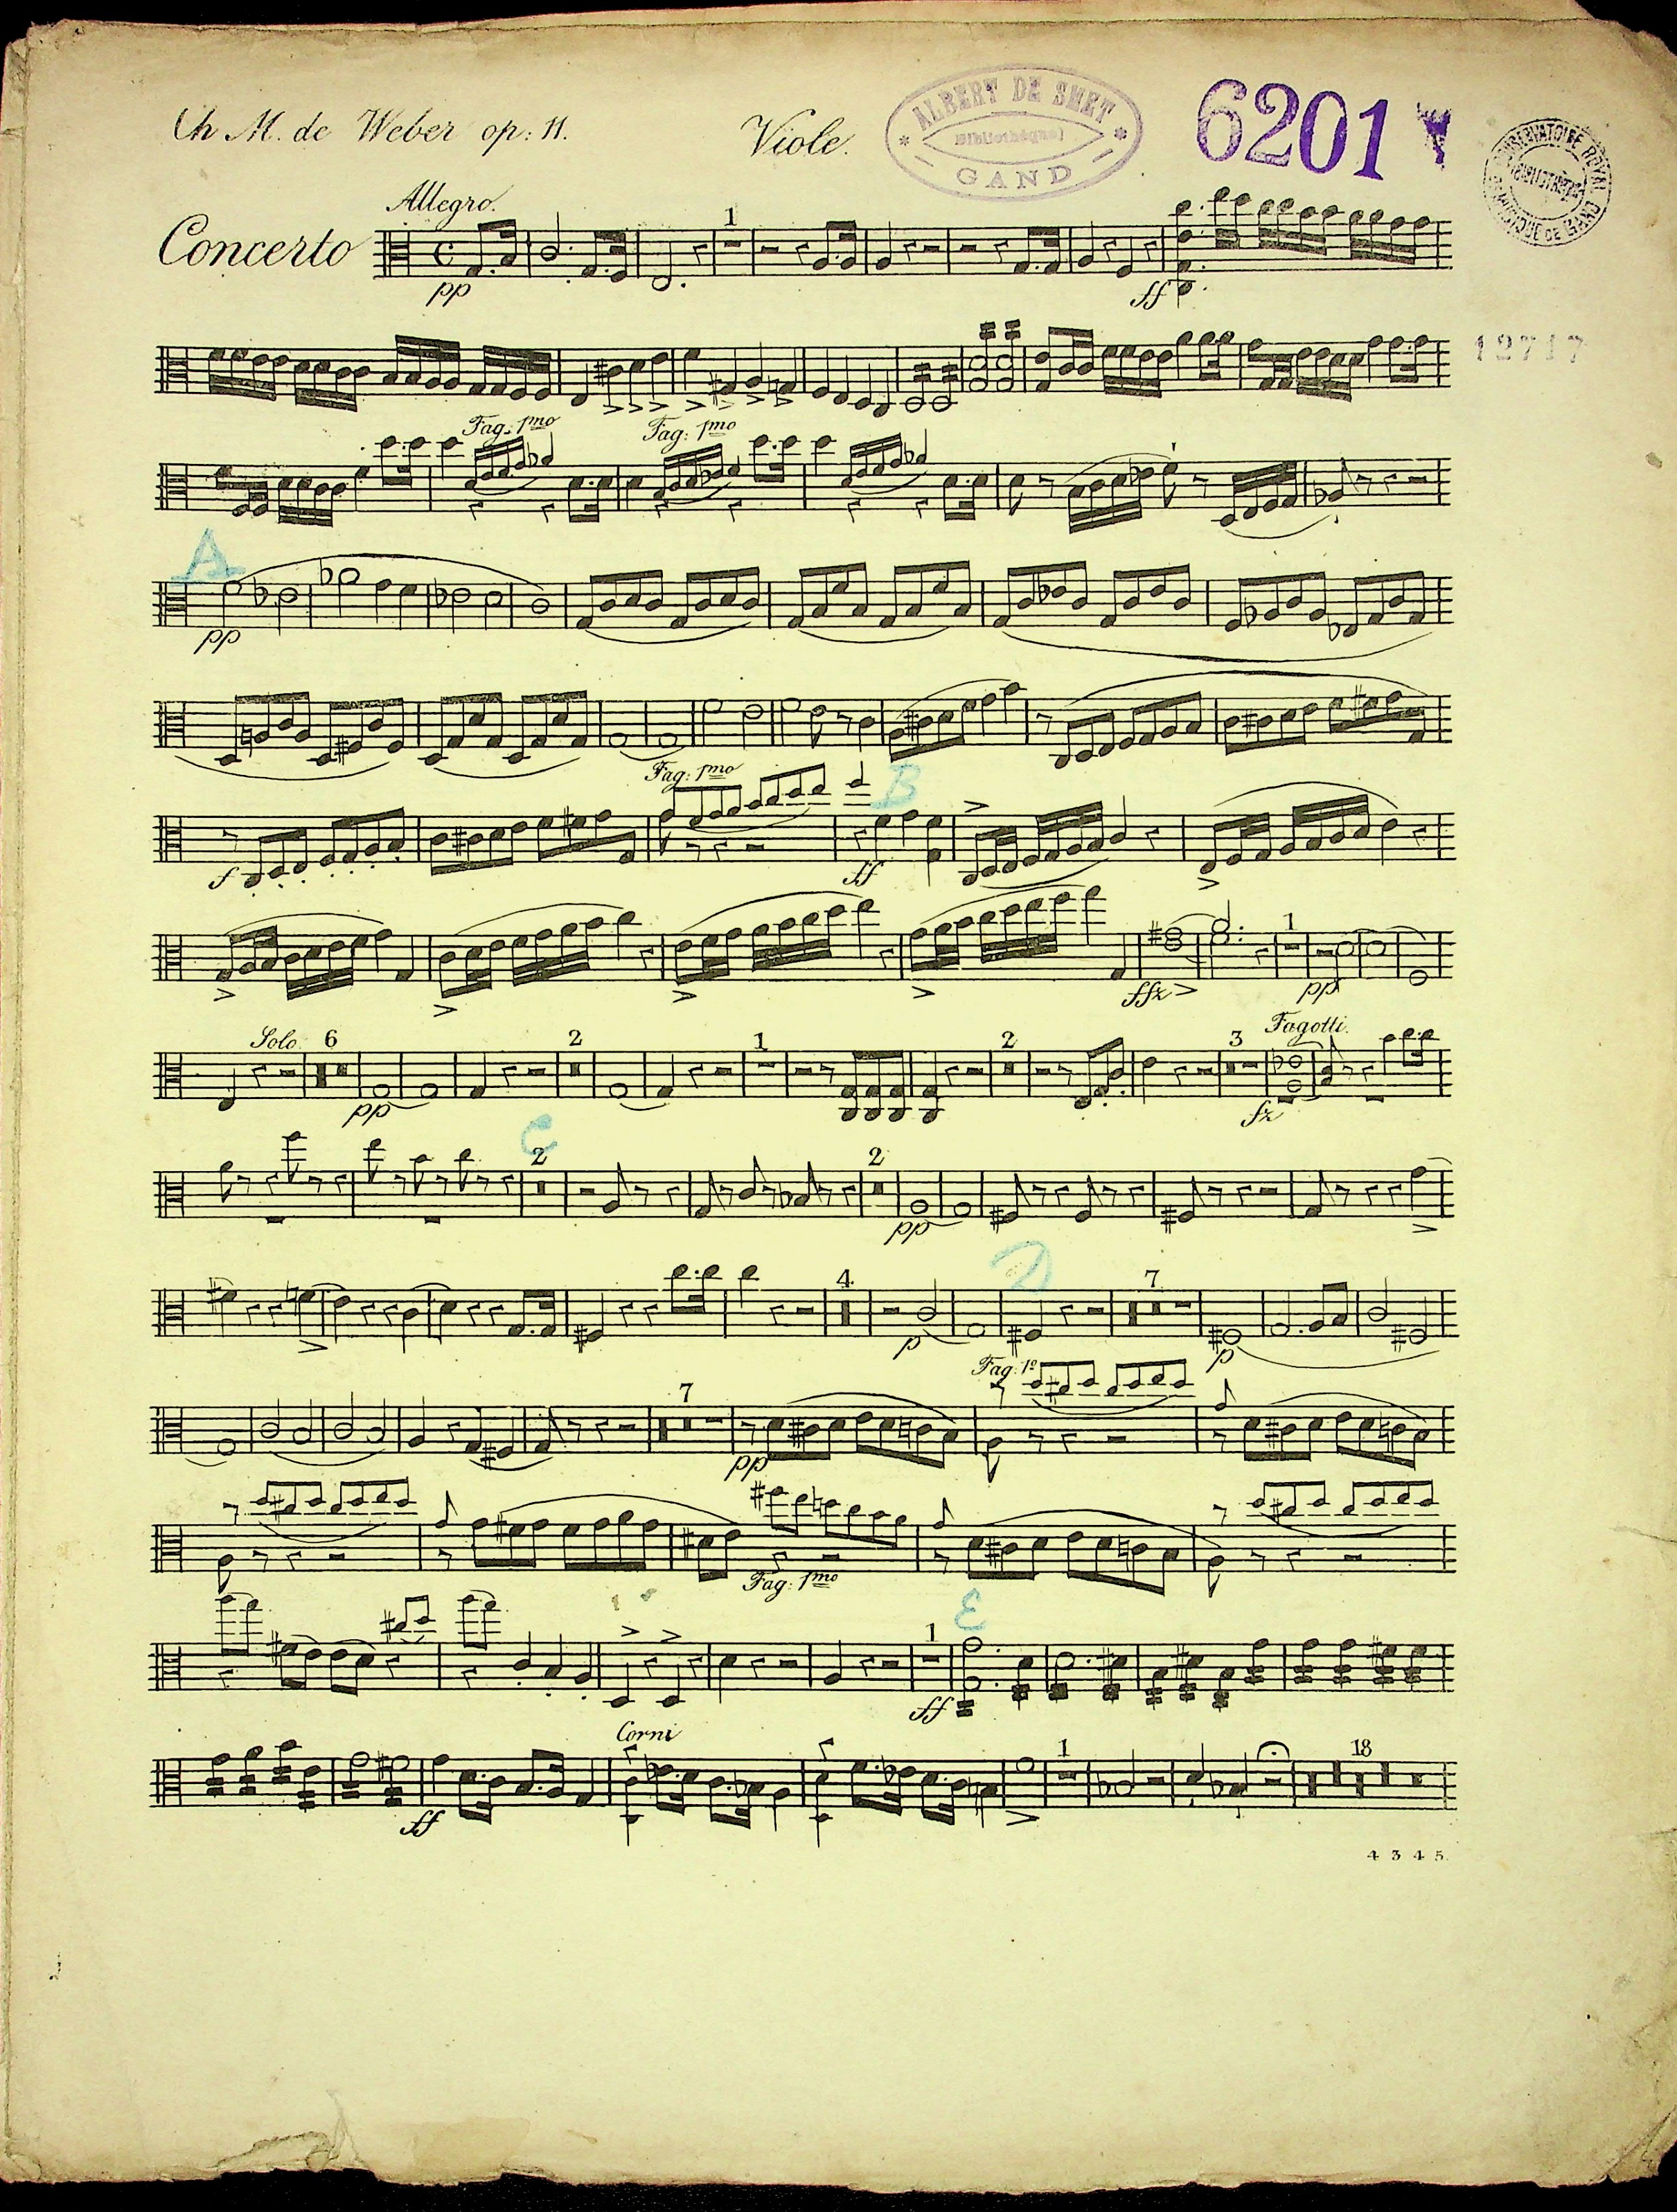 Ch M. de Weber op: 11.
Viole.
ALBERT DE SMET
Bibliothèque
GAND
6201
CONSERVATOIRE ROYAL DE MUSIQUE DE GAND
BIBLIOTHÈQUE
Allegro.
Concerto
1
pp
ff
12717
Fag: 1mo
Fag: 1mo
A
pp
Fag: 1mo
B
f
ff
1
ffz
pp
Solo
6
2
1
2
3
Fagotti.
pp
fz
C
2
2
pp
4
D
7
p
p
Fag: 1o
7
pp
Fag: 1mo
E
1
ff
Corni
1
18
ff
4345.